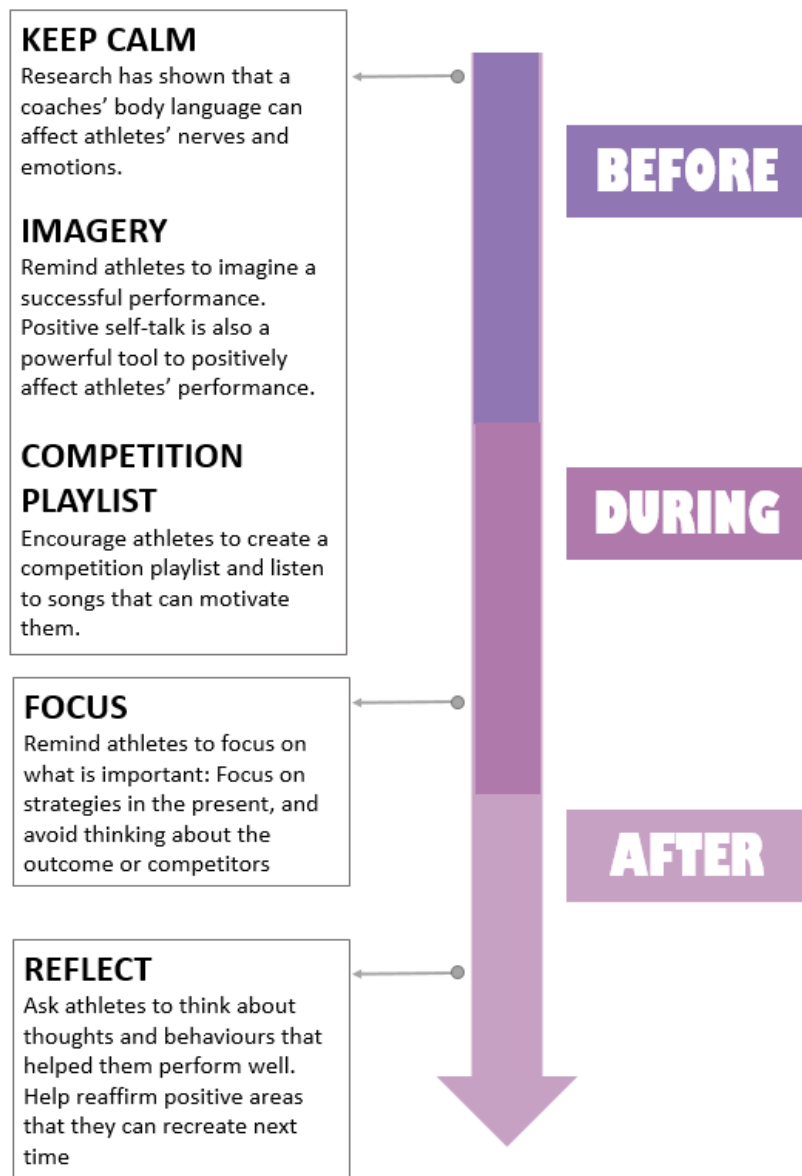 KEEP CALM
Research has shown that a
coaches’ body language can
affect athletes’ nerves and
emotions.
IMAGERY
Remind athletes to imagine a
successful performance.
Positive self-talk is also a
powerful tool to positively
affect athletes’ performance.
COMPETITION
PLAYLIST
Encourage athletes to create a
competition playlist and listen
to songs that can motivate
them.
BEFORE
FOCUS
Remind athletes to focus on
what is important: Focus on
strategies in the present, and
avoid thinking about the
outcome or competitors
DURING
REFLECT
Ask athletes to think about
thoughts and behaviours that
helped them perform well.
Help reaffirm positive areas
that they can recreate next
time
AFTER